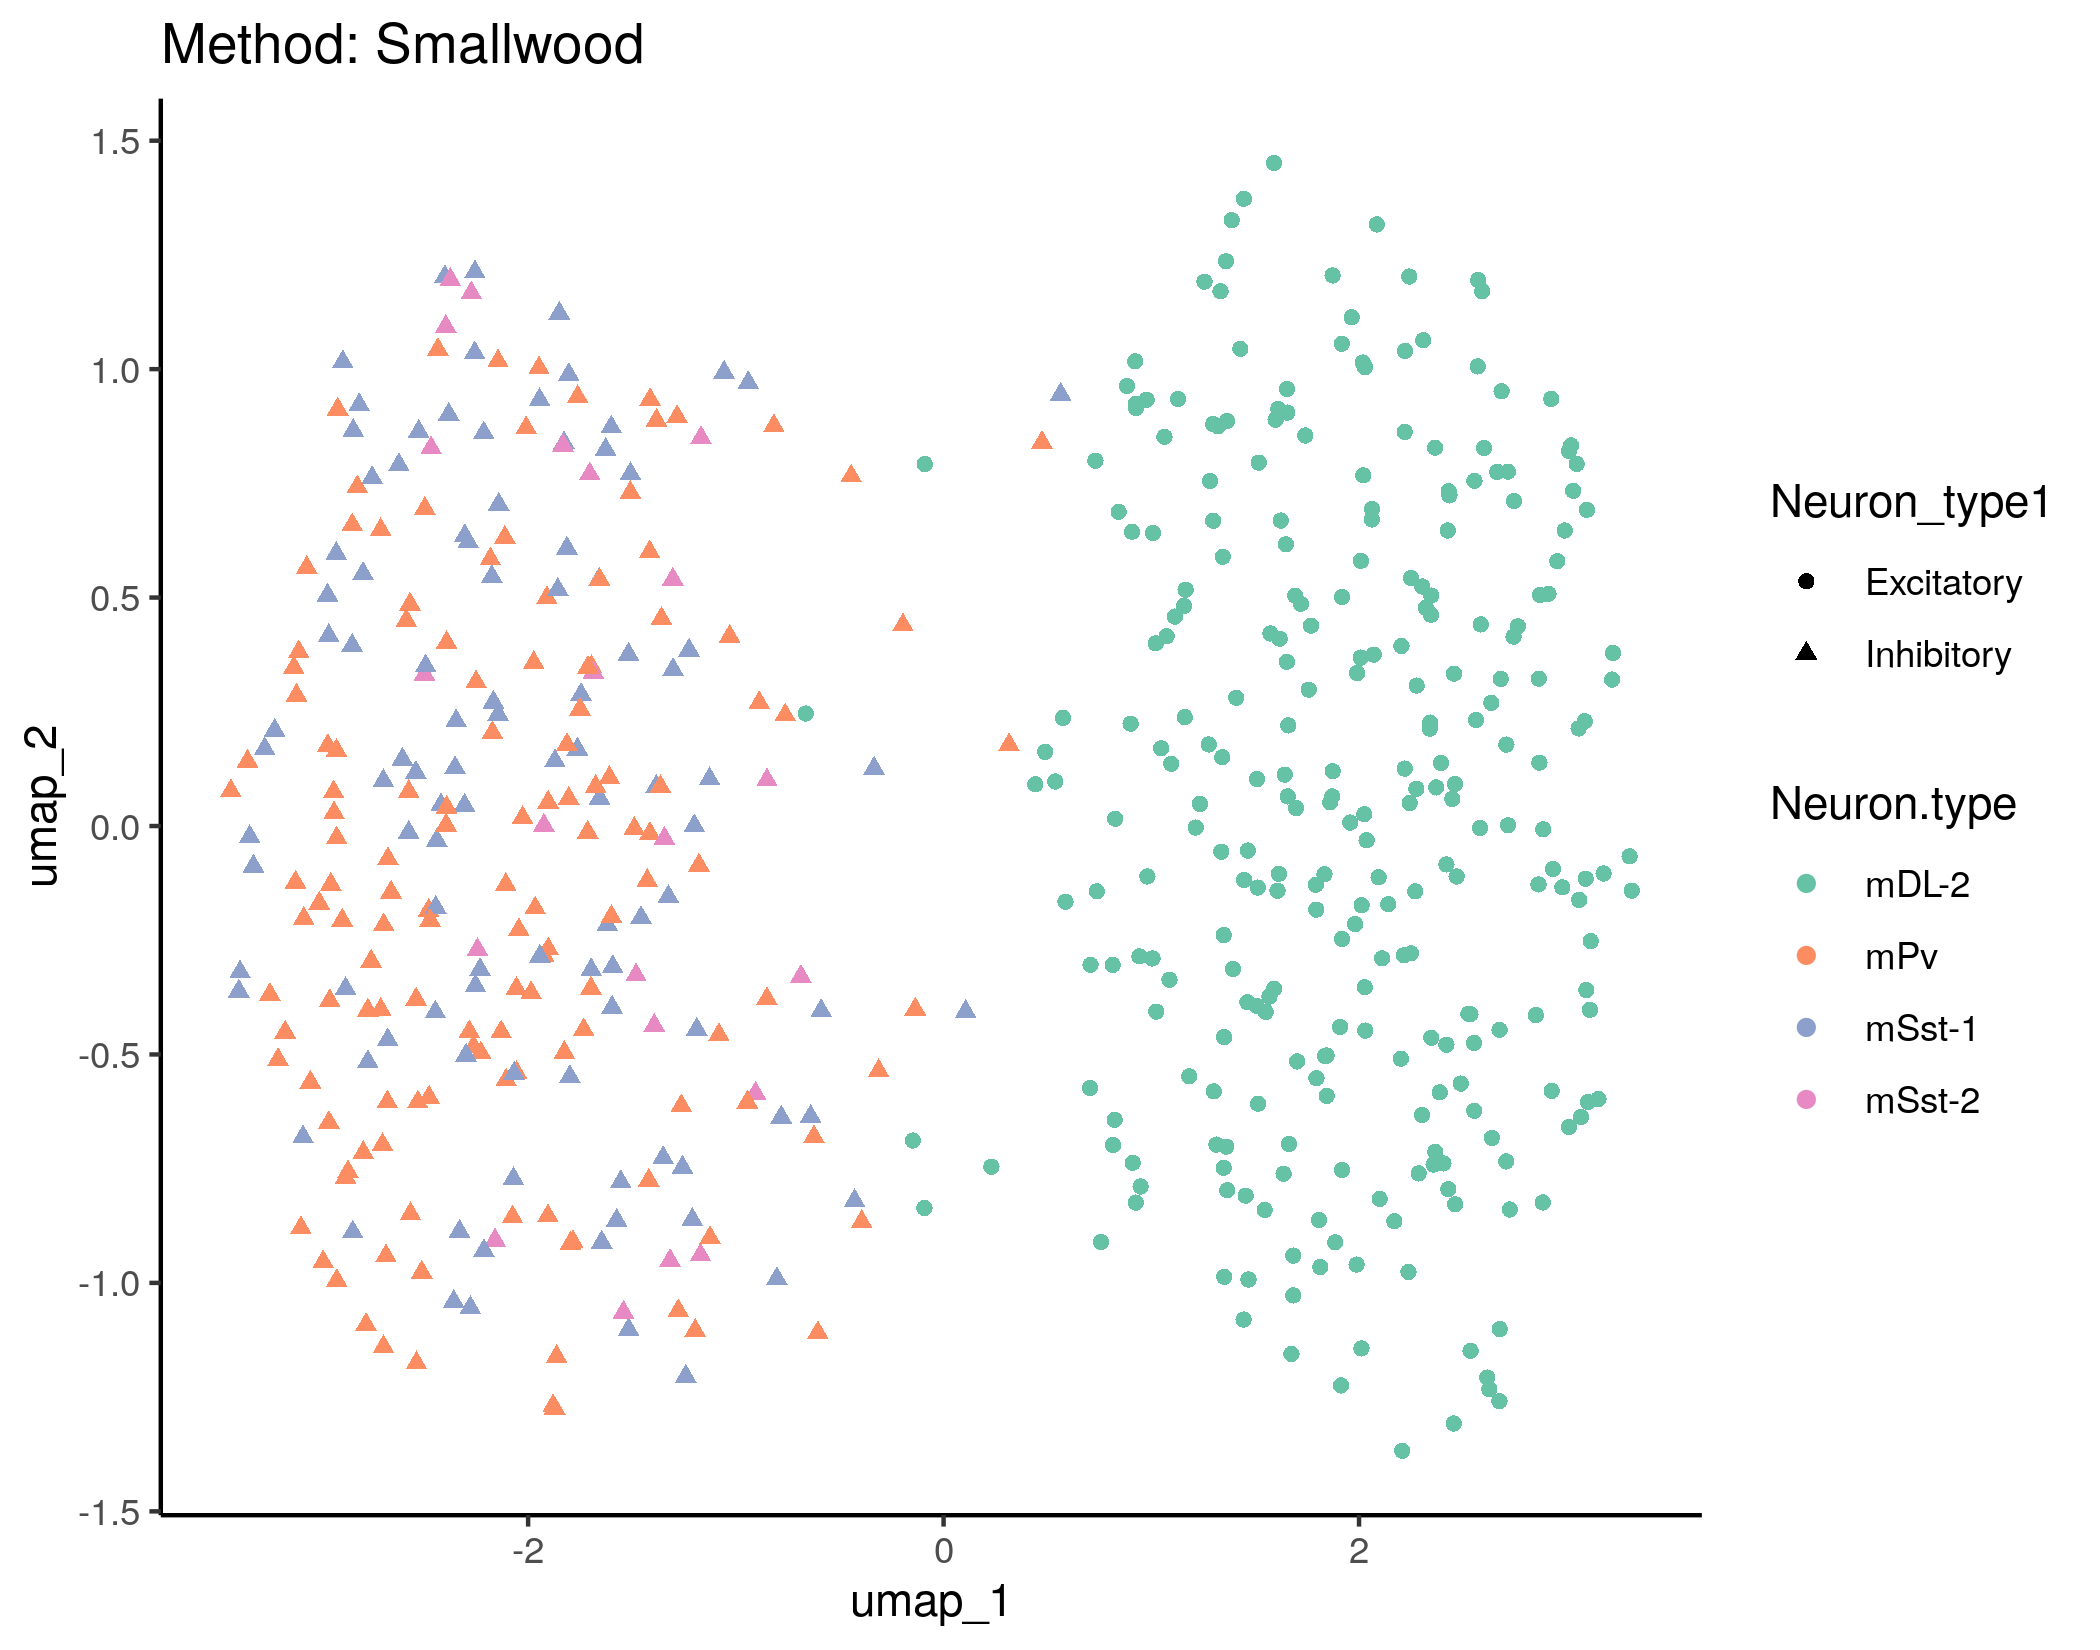 Method: Smallwood
1.5
1.0
0.5
0.0
-0.5
-1.0
-1.5
umap_2
-2
0
2
umap_1
Neuron_type1
Excitatory
Inhibitory
Neuron.type
mDL-2
mPv
mSst-1
mSst-2